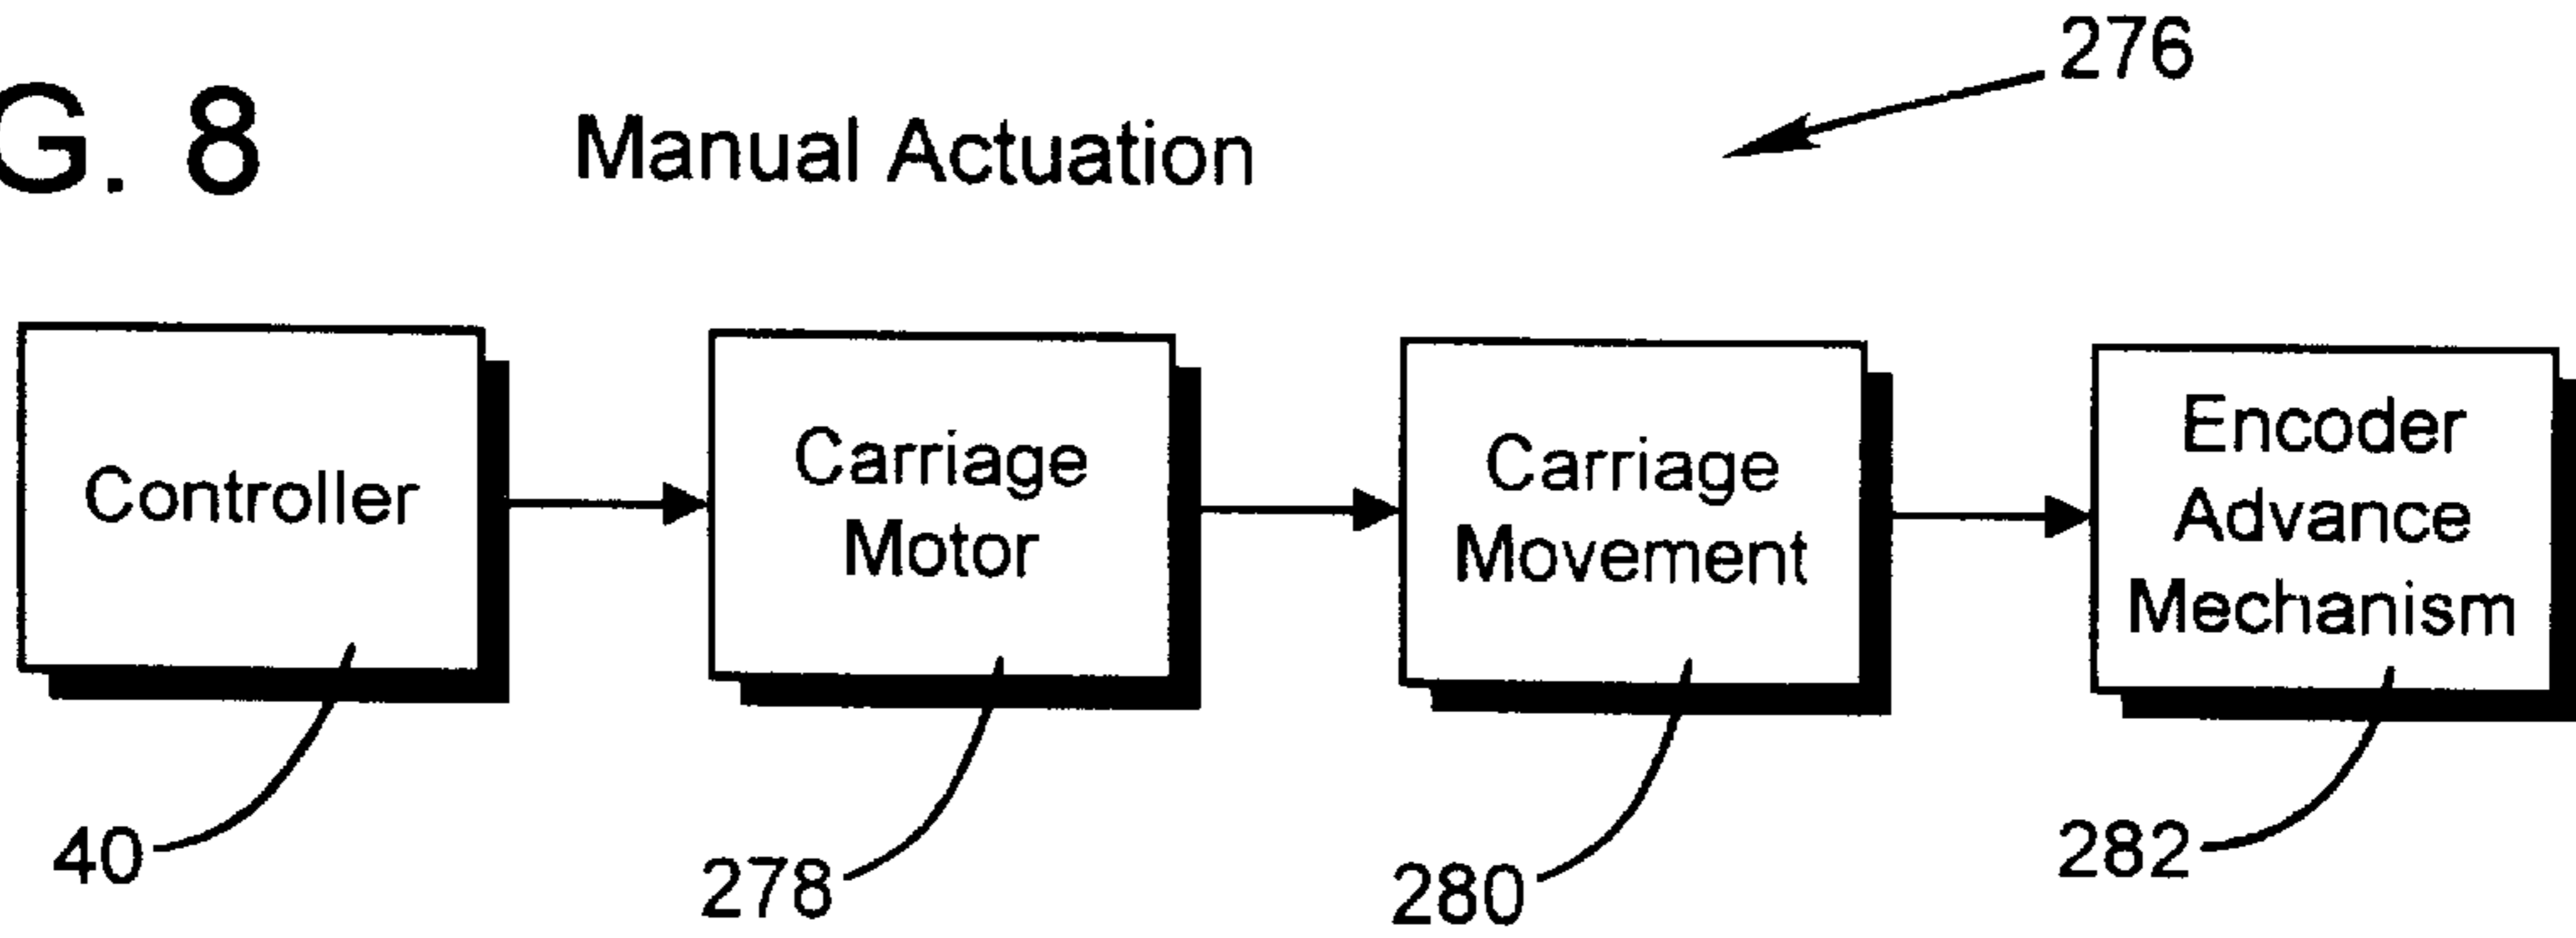 G. 8
Manual Actuation
276
Controller
Carriage
Motor
Carriage
Movement
Encoder
Advance
Mechanism
40
278
280
282